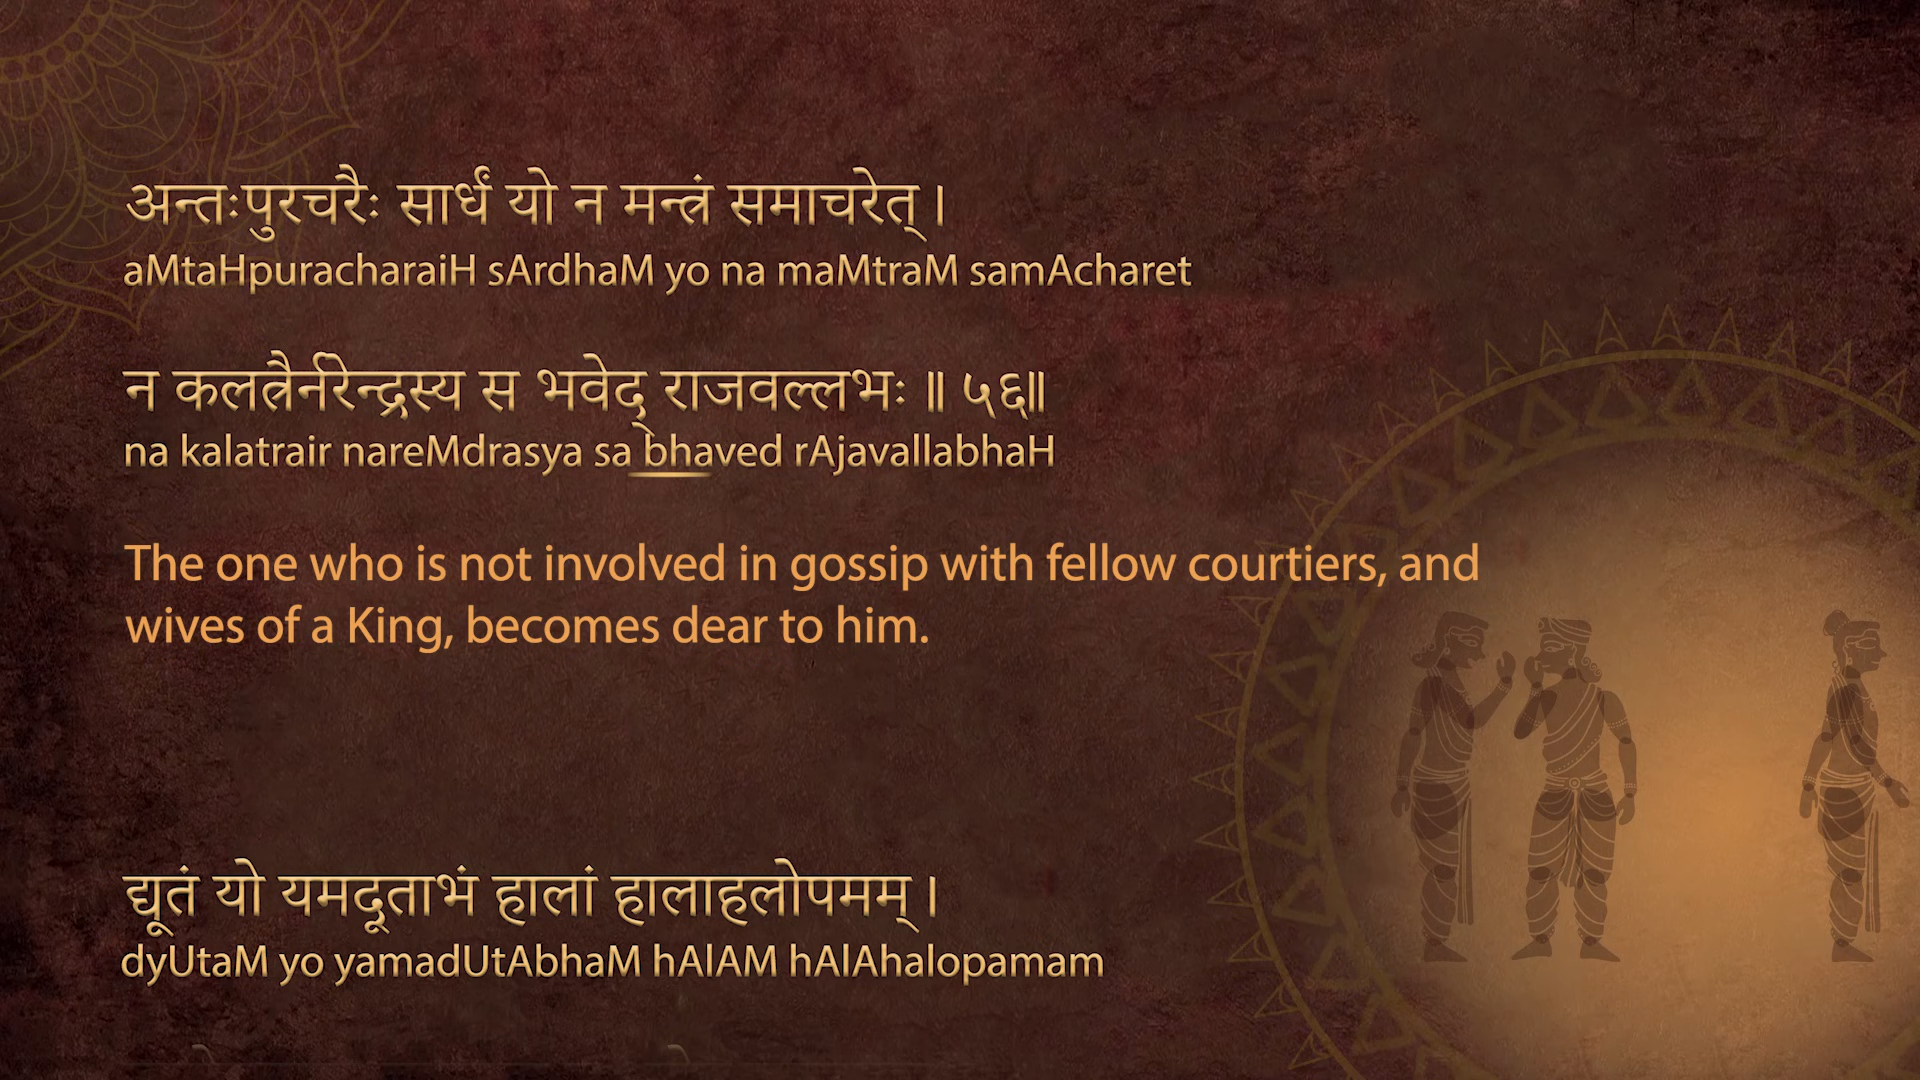 अन्तःपुरचरैः सार्धं यो न मन्त्रं समाचरेत् ।
aMtaHpuracharaiH sArdhaM yo na maMtraM samAcharet
न कलत्रैर्नरेन्द्रस्य स भवेद् राजवल्लभः ॥ ५६॥
na kalatrair nareMdrasya sa bhaved rAjavallabhaH
The one who is not involved in gossip with fellow courtiers, and
wives of a King, becomes dear to him.
द्यूतं यो यमदूताभं हालां हालाहलोपमम् ।
dyUtaM yo yamadUtAbhaM hAlAM hAlAhalopamam